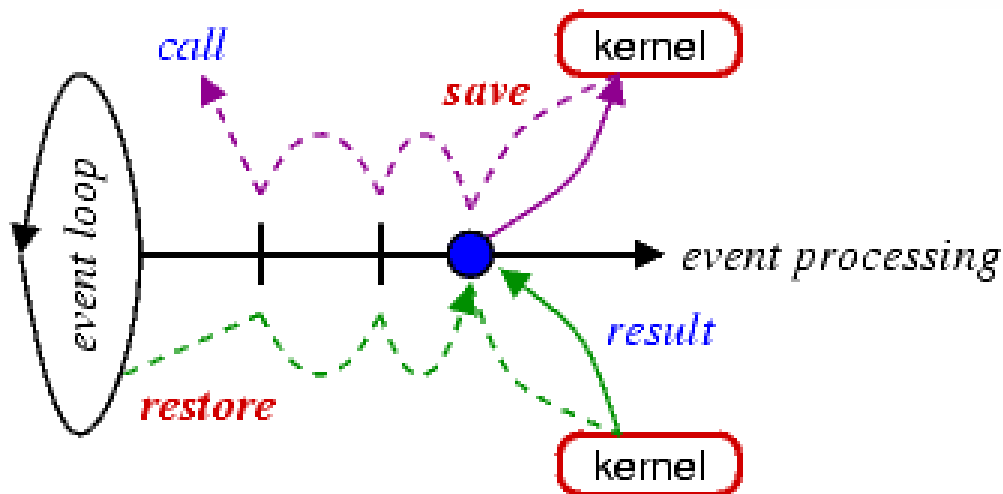 call
kernel
save
event loop
event processing
result
restore
kernel